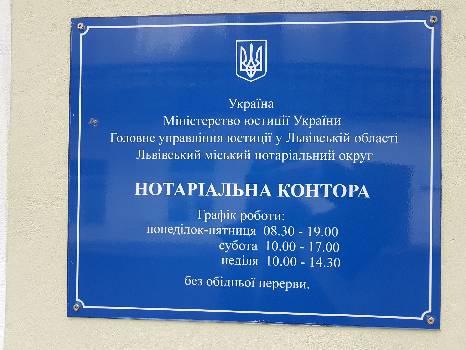 Україна
Міністерство юстиції України
Головне управління юстиції у Львівській області
Львівський міський нотаріальний округ
НОТАРІАЛЬНА КОНТОРА
Графік роботи:
понеділок-пятниця 08.30 - 19.00
субота 10.00 - 17.00
неділя 10.00 - 14.30
без обідньої перерви.